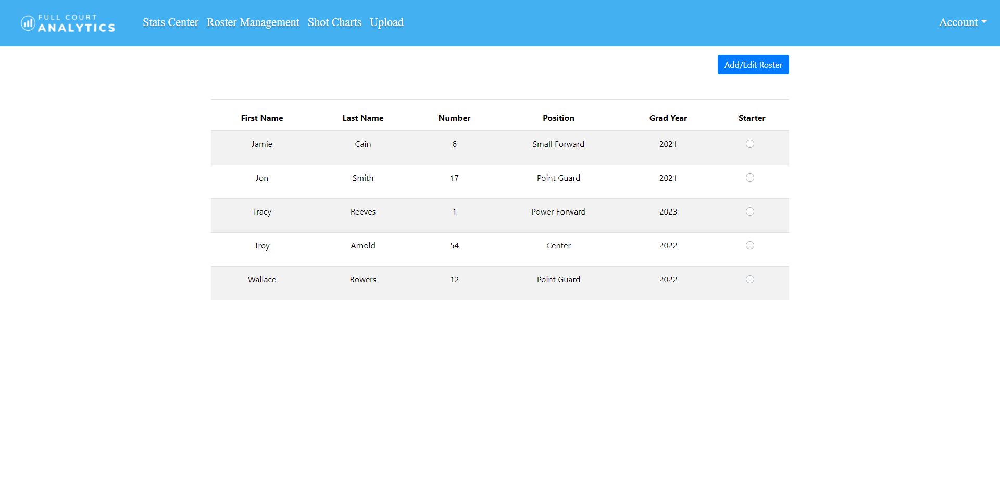 FULL COURT
ANALYTICS
Stats Center Roster Management Shot Charts Upload Account
Add/Edit Roster
First Name Last Name Number Position Grad Year Starter
Jamie Cain 6 Small Forward 2021
Jon Smith 17 Point Guard 2021
Tracy Reeves 1 Power Forward 2023
Troy Arnold 54 Center 2022
Wallace Bowers 12 Point Guard 2022